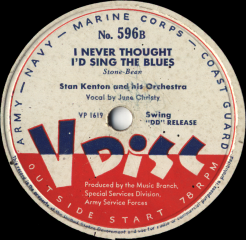 ARMY - NAVY - MARINE CORPS - COAST GUARD
No. 596B
I NEVER THOUGHT
I'D SING THE BLUES
Stone-Bean
Stan Kenton and his Orchestra
Vocal by June Christy
VP 1619
Swing
"DD" RELEASE
V Disc
Produced by the Music Branch,
Special Services Division,
Army Service Forces
OUTSIDE START 78 RPM